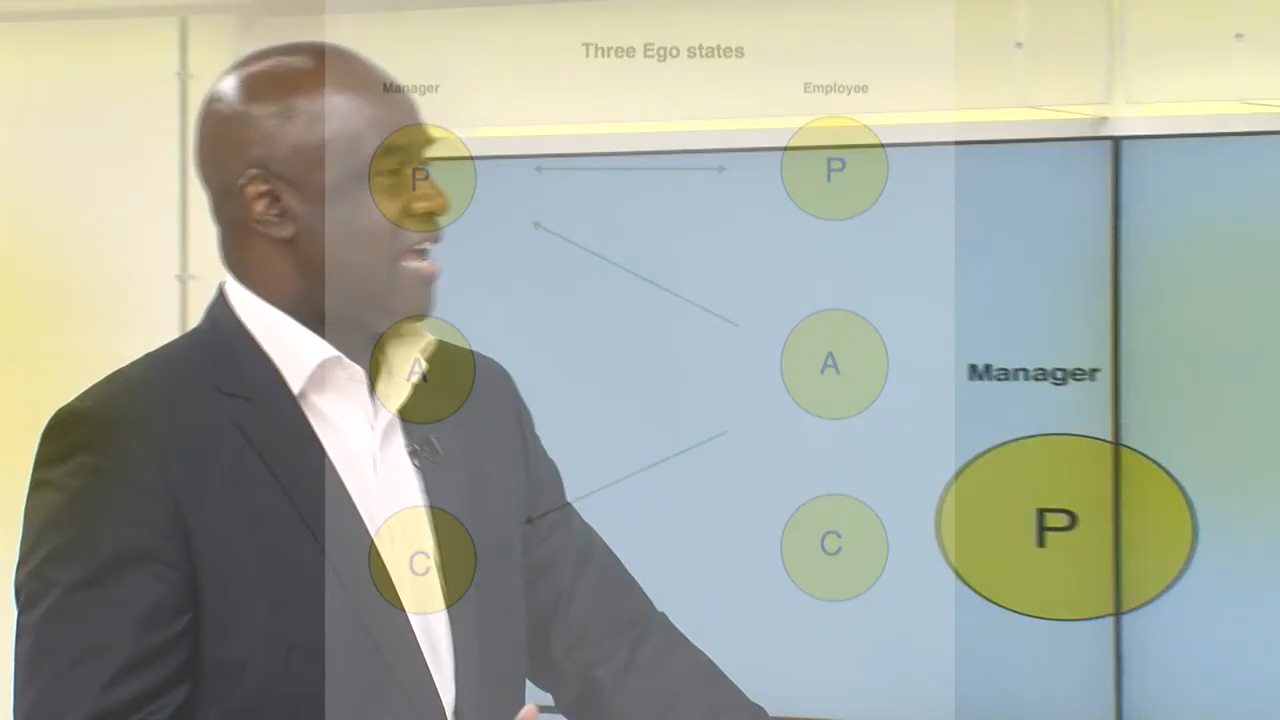 Three Ego states
Manager Employee
P P
A A
C C
Manager
P